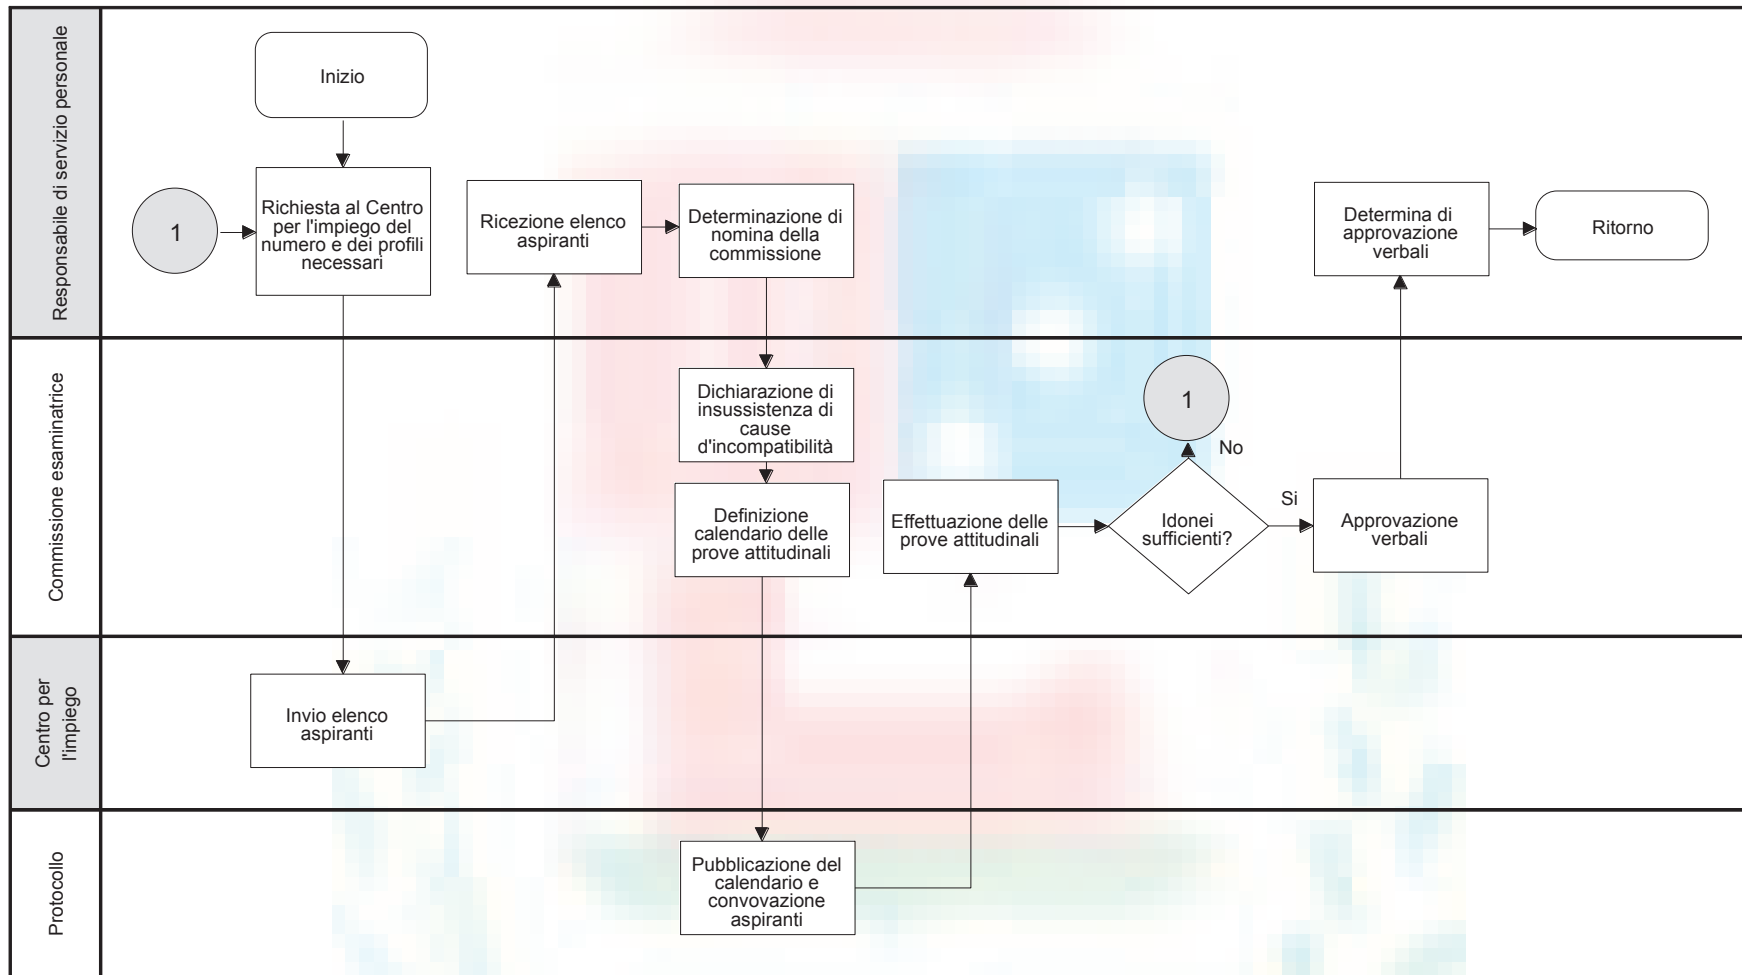 Responsabile di servizio personale
Inizio
1
Richiesta al Centro
per l'impiego del
numero e dei profili
necessari
Ricezione elenco
aspiranti
Determinazione di
nomina della
commissione
Determina di
approvazione
verbali
Ritorno
Commissione esaminatrice
Dichiarazione di
insussistenza di
cause
d'incompatibilità
Definizione
calendario delle
prove attitudinali
Effettuazione delle
prove attitudinali
1
No
Idonei
sufficienti?
Si
Approvazione
verbali
Centro per
l'impiego
Invio elenco
aspiranti
Protocollo
Pubblicazione del
calendario e
convovazione
aspiranti